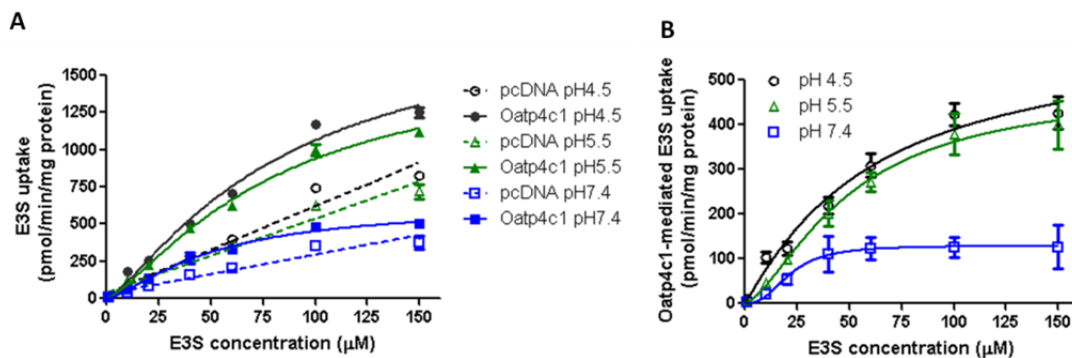 A
E3S uptake
(pmol/min/mg protein)
1500
1250
1000
750
500
250
0
0 25 50 75 100 125 150
E3S concentration (μM)
pcDNA pH4.5
Oatp4c1 pH4.5
pcDNA pH5.5
Oatp4c1 pH5.5
pcDNA pH7.4
Oatp4c1 pH7.4
B
Oatp4c1-mediated E3S uptake
(pmol/min/mg protein)
500
400
300
200
100
0
0 25 50 75 100 125 150
E3S concentration (μM)
pH 4.5
pH 5.5
pH 7.4